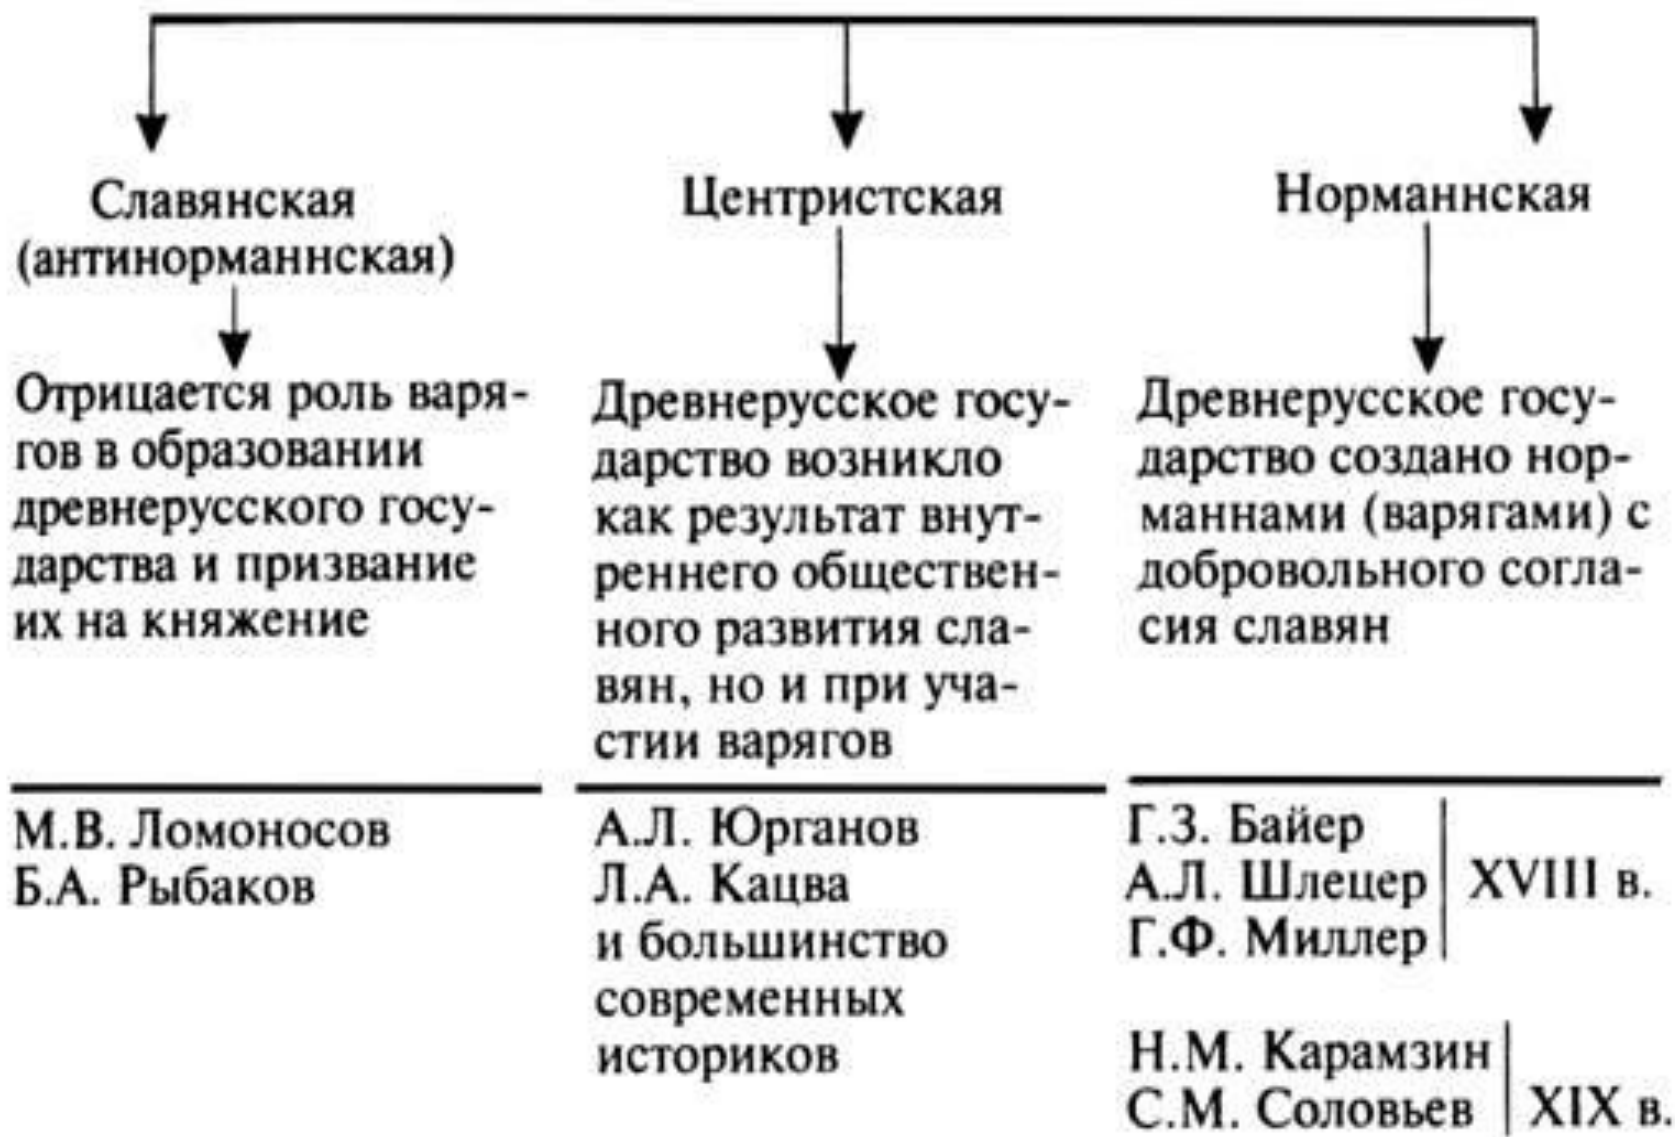 Славянская
(антинорманнская)
Отрицается роль варя-
гов в образовании
древнерусского госу-
дарства и призвание
их на княжение
М.В. Ломоносов
Б.А. Рыбаков
Центристская
Древнерусское госу-
дарство возникло
как результат внут-
реннего обществен-
ного развития сла-
вян, но и при уча-
стии варягов
А.Л. Юрганов
Л.А. Кацва
и большинство
современных
историков
Норманнская
Древнерусское госу-
дарство создано нор-
маннами (варягами) с
добровольного согла-
сия славян
Г.З. Байер
А.Л. Шлецер
Г.Ф. Миллер
XVIII в.
Н.М. Карамзин
С.М. Соловьев
XIX в.